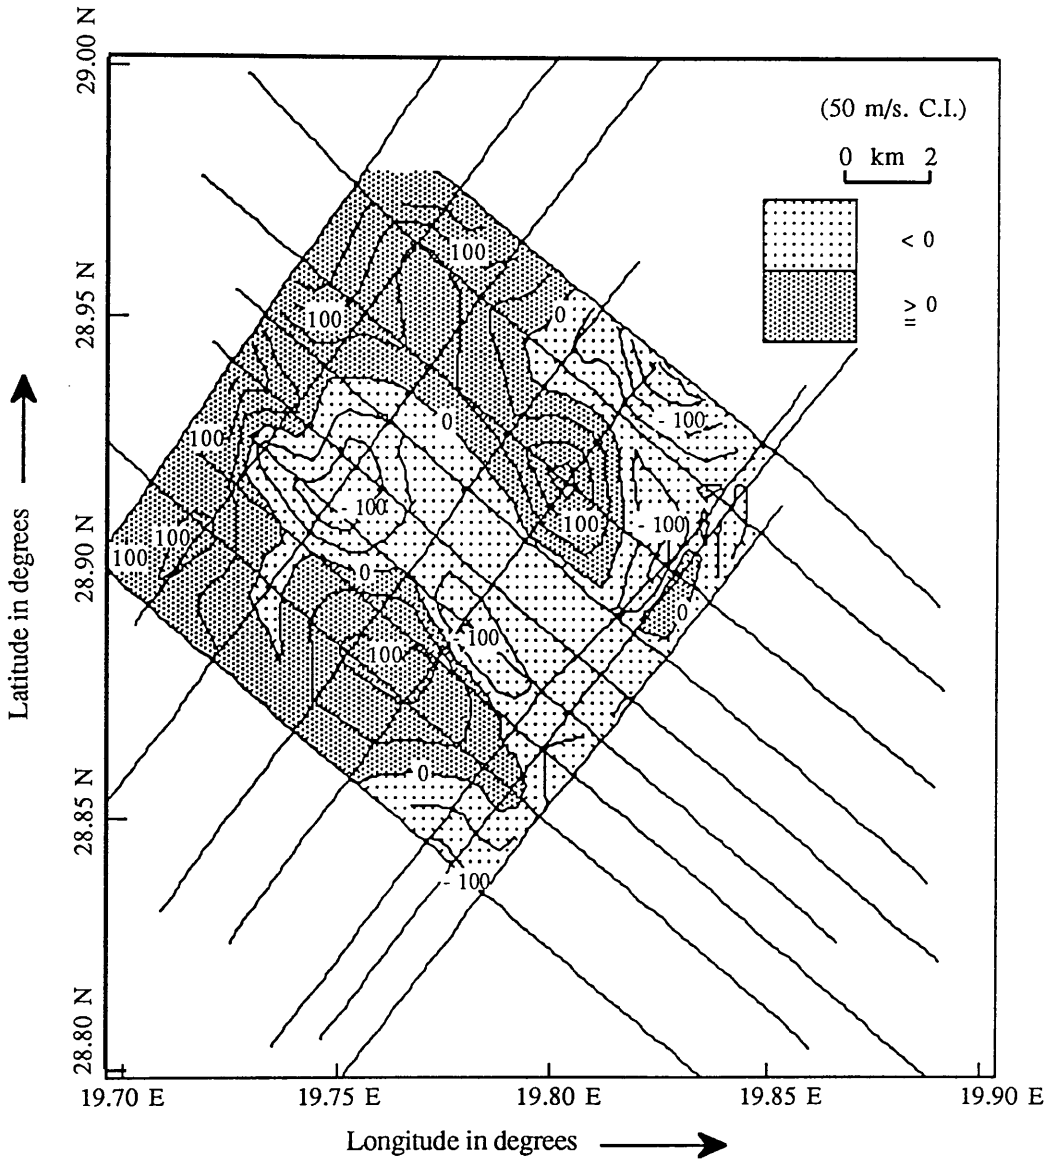 29.00 N
(50 m/s. C.I.)
0 km 2
< 0
≧ 0
28.95 N
100
100
0
0
- 100
100
- 100
100
- 100
100
100
0
0
- 100
100
0
- 100
28.90 N
28.85 N
28.80 N
Latitude in degrees
19.70 E 19.75 E 19.80 E 19.85 E 19.90 E
Longitude in degrees